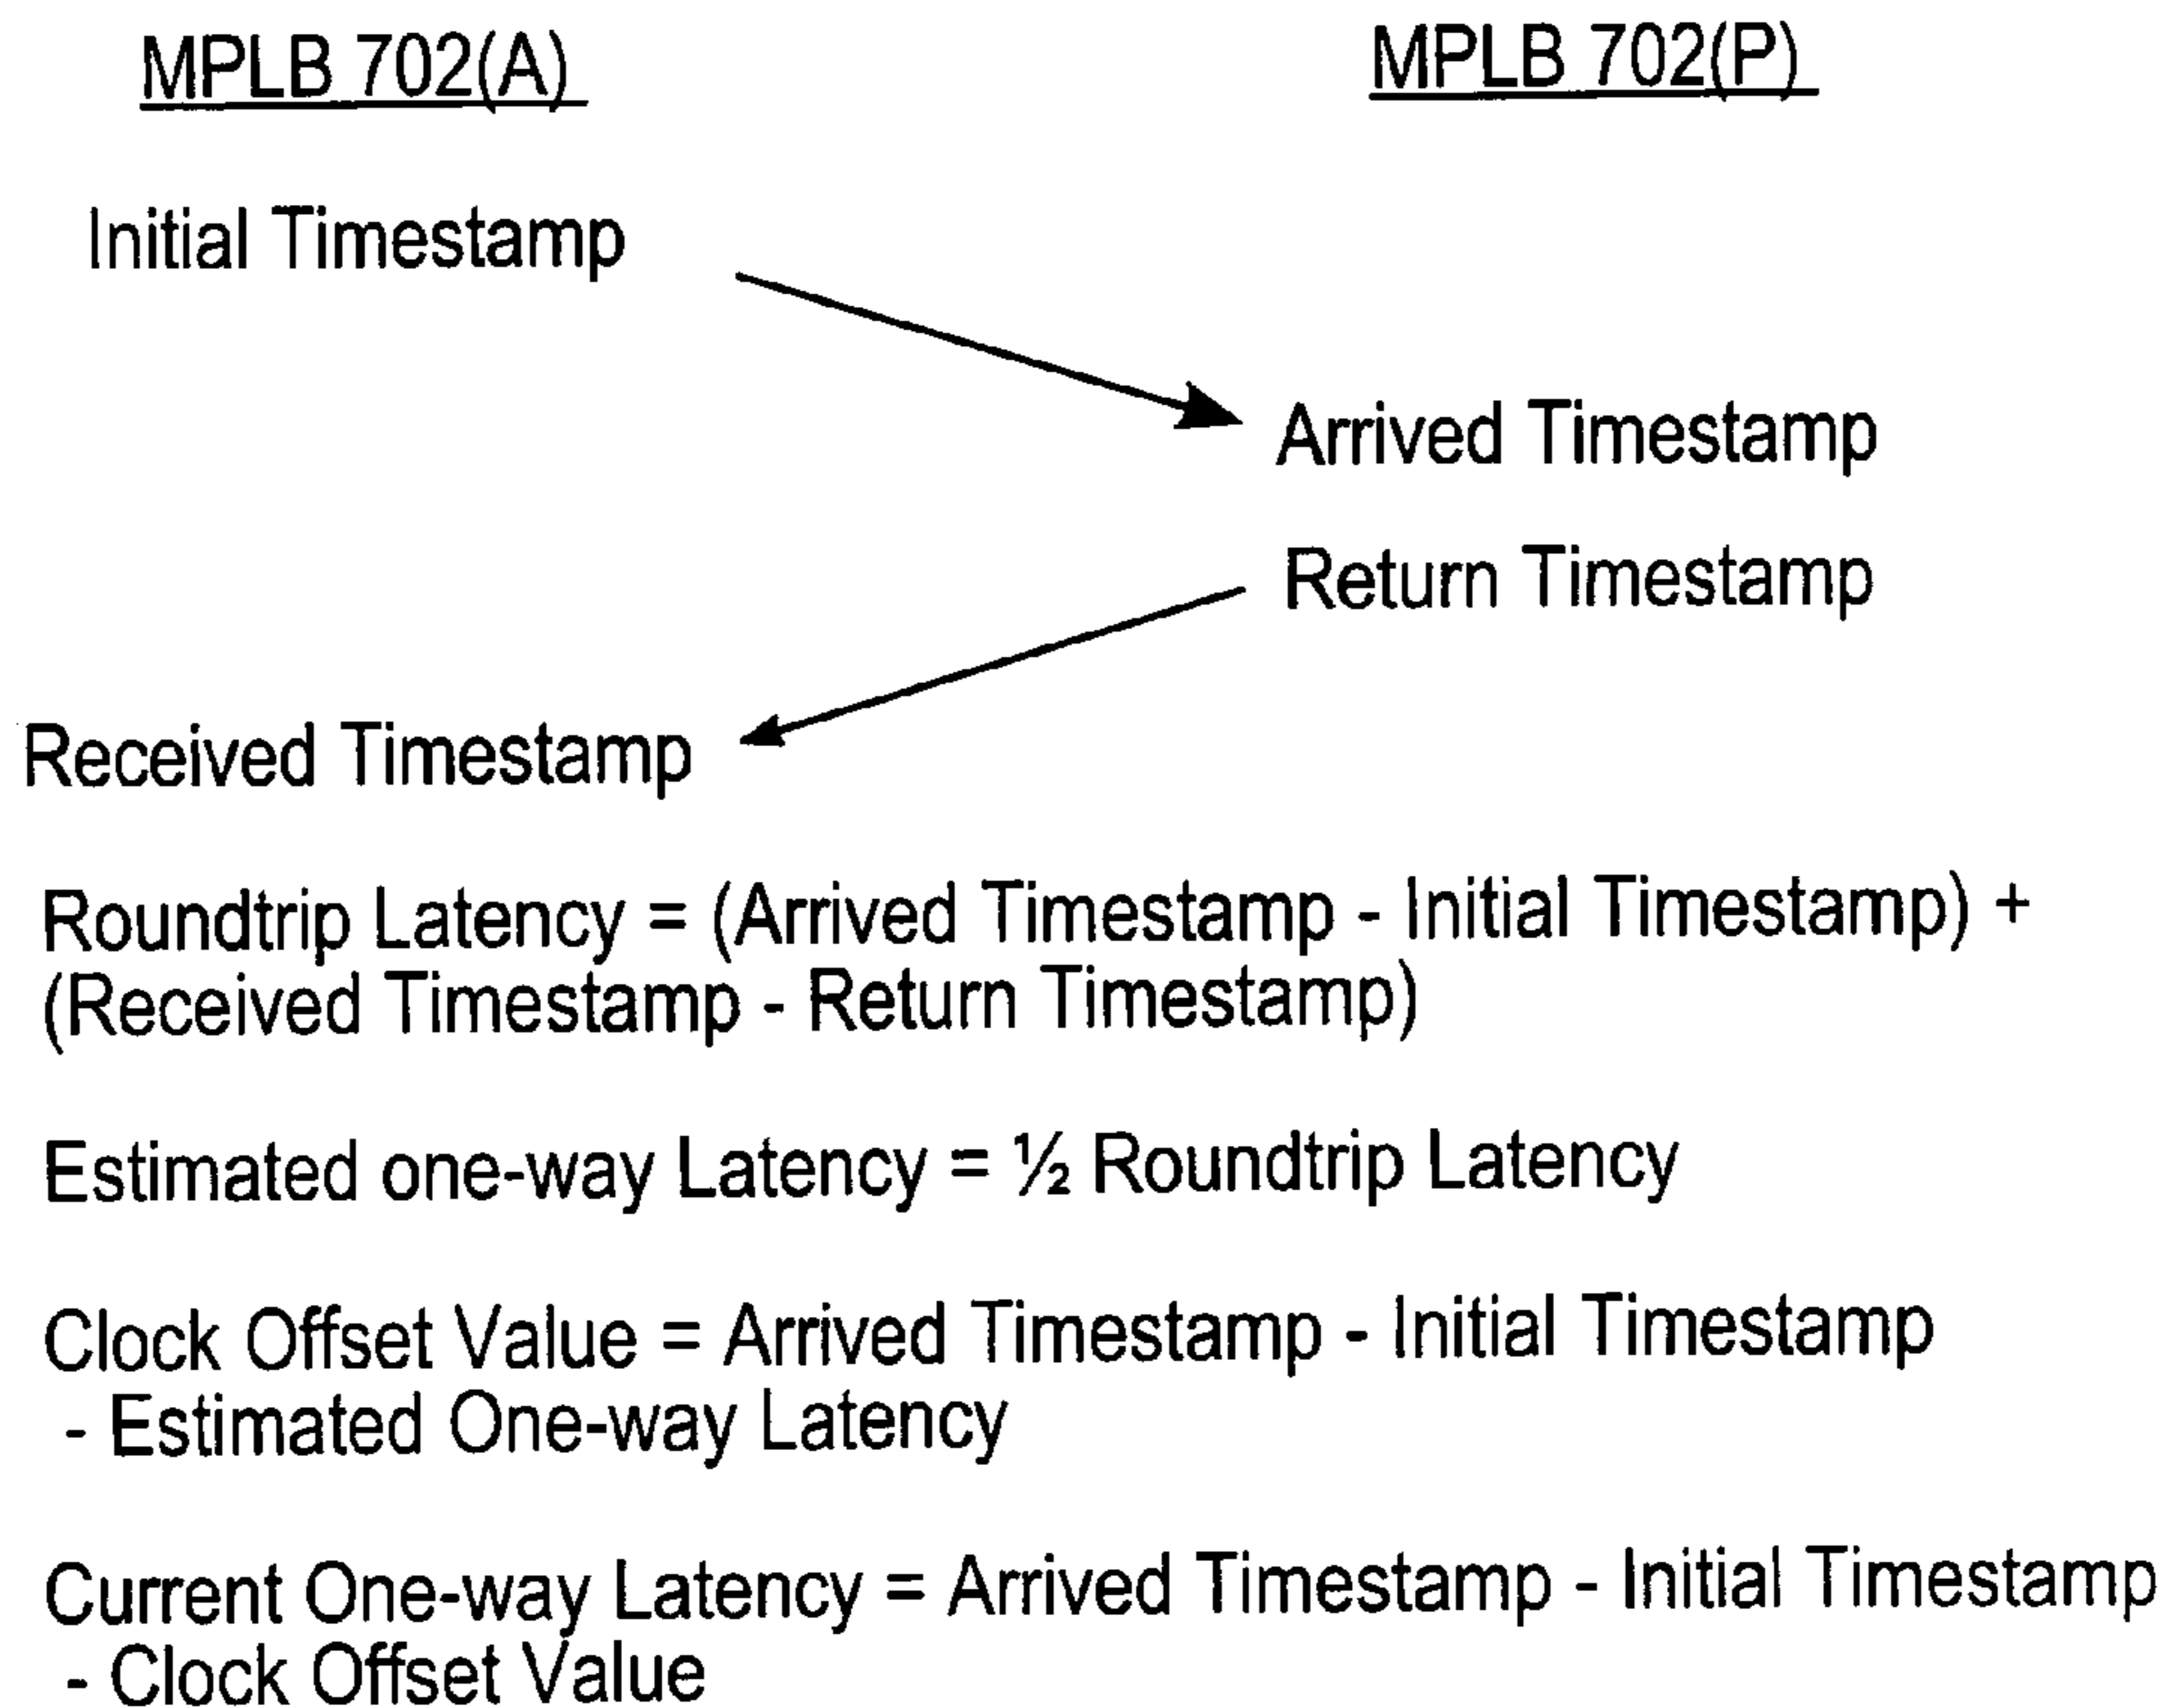 MPLB 702(A)
MPLB 702(P)
Initial Timestamp
Arrived Timestamp
Return Timestamp
Received Timestamp
Roundtrip Latency = (Arrived Timestamp - Initial Timestamp) +
(Received Timestamp - Return Timestamp)
Estimated one-way Latency = ½ Roundtrip Latency
Clock Offset Value = Arrived Timestamp - Initial Timestamp
- Estimated One-way Latency
Current One-way Latency = Arrived Timestamp - Initial Timestamp
- Clock Offset Value